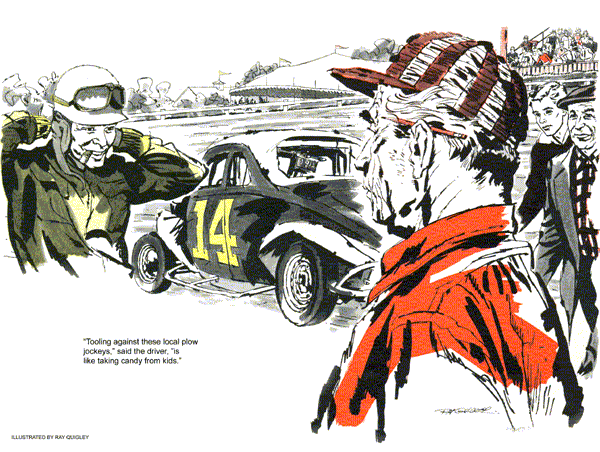 14
“Tooling against these local plow
jockeys,” said the driver, “is
like taking candy from kids.”
ILLUSTRATED BY RAY QUIGLEY